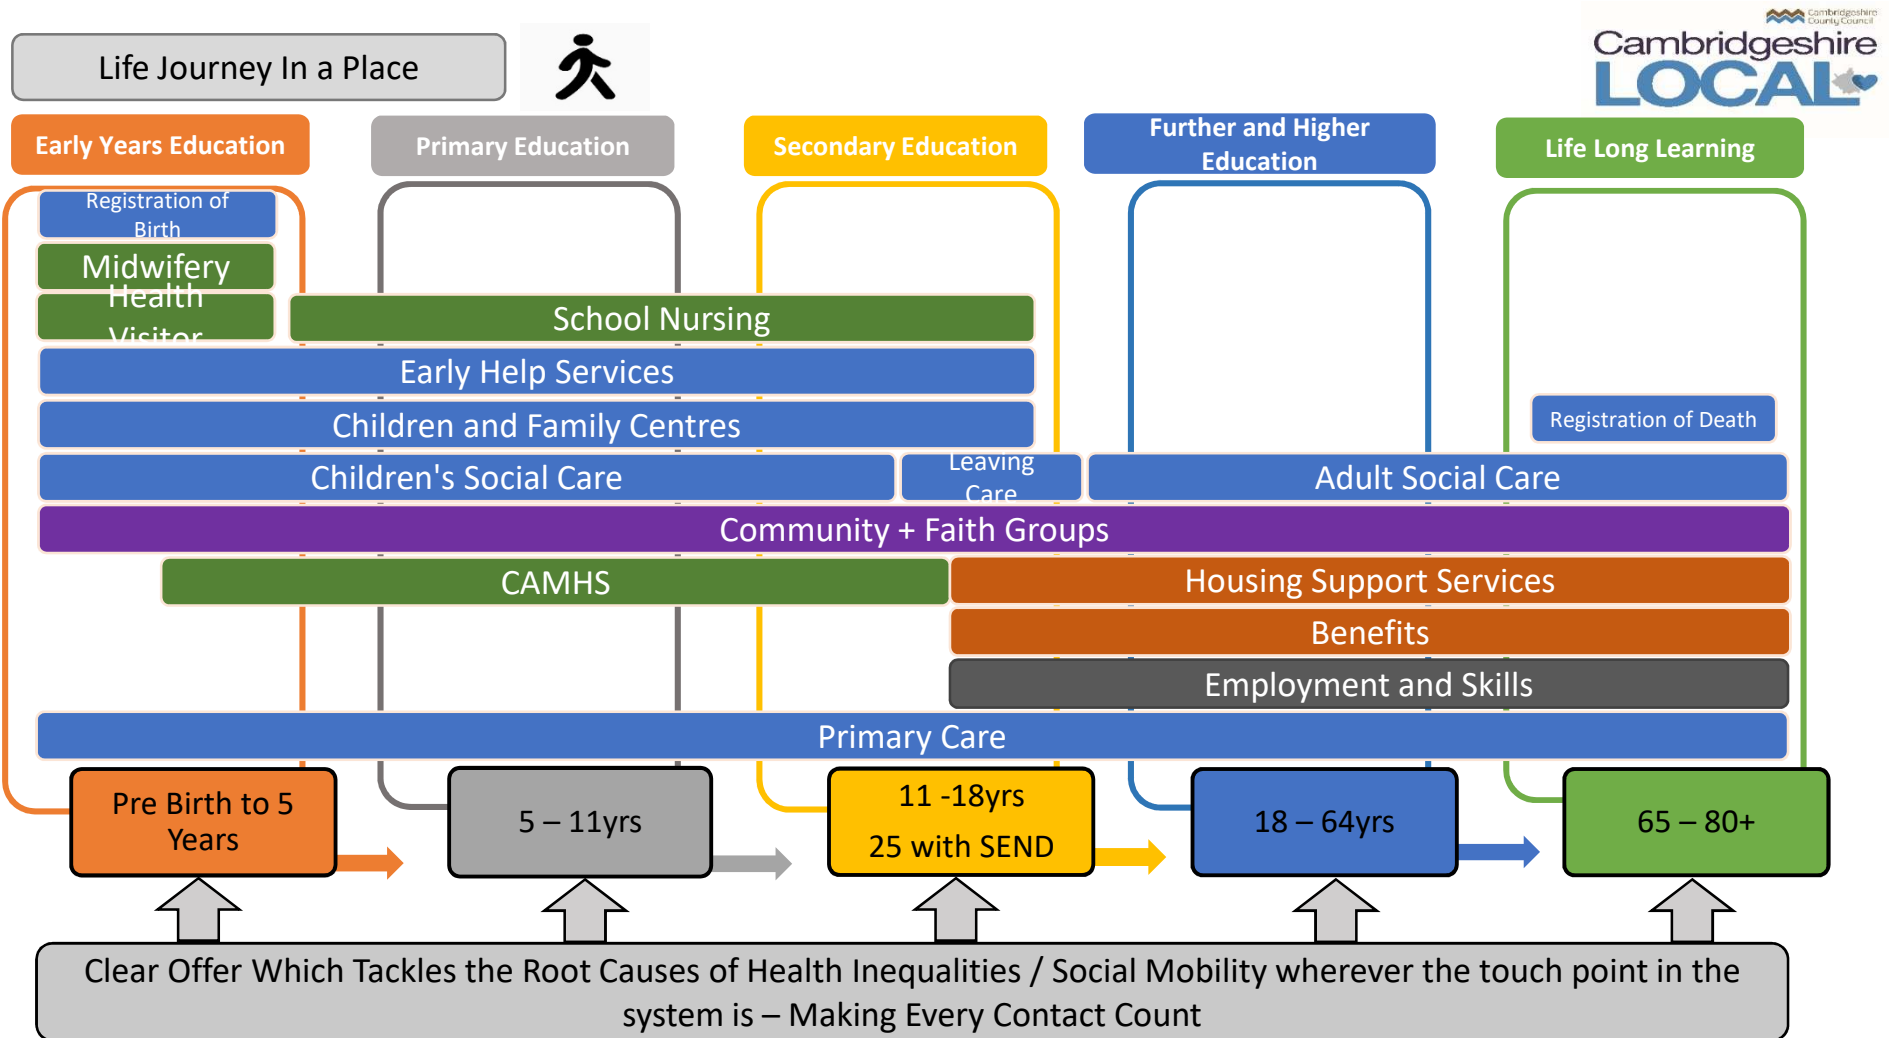 Cambridgeshire
County Council
Cambridgeshire
LOCAL
Life Journey In a Place
Early Years Education
Primary Education
Secondary Education
Further and Higher
Education
Life Long Learning
Registration of
Birth
Midwifery
Health
Visitor
School Nursing
Early Help Services
Children and Family Centres
Registration of Death
Children's Social Care
Leaving
Care
Adult Social Care
Community + Faith Groups
CAMHS
Housing Support Services
Benefits
Employment and Skills
Primary Care
Pre Birth to 5
Years
5 – 11yrs
11 -18yrs
25 with SEND
18 – 64yrs
65 – 80+
Clear Offer Which Tackles the Root Causes of Health Inequalities / Social Mobility wherever the touch point in the
system is – Making Every Contact Count